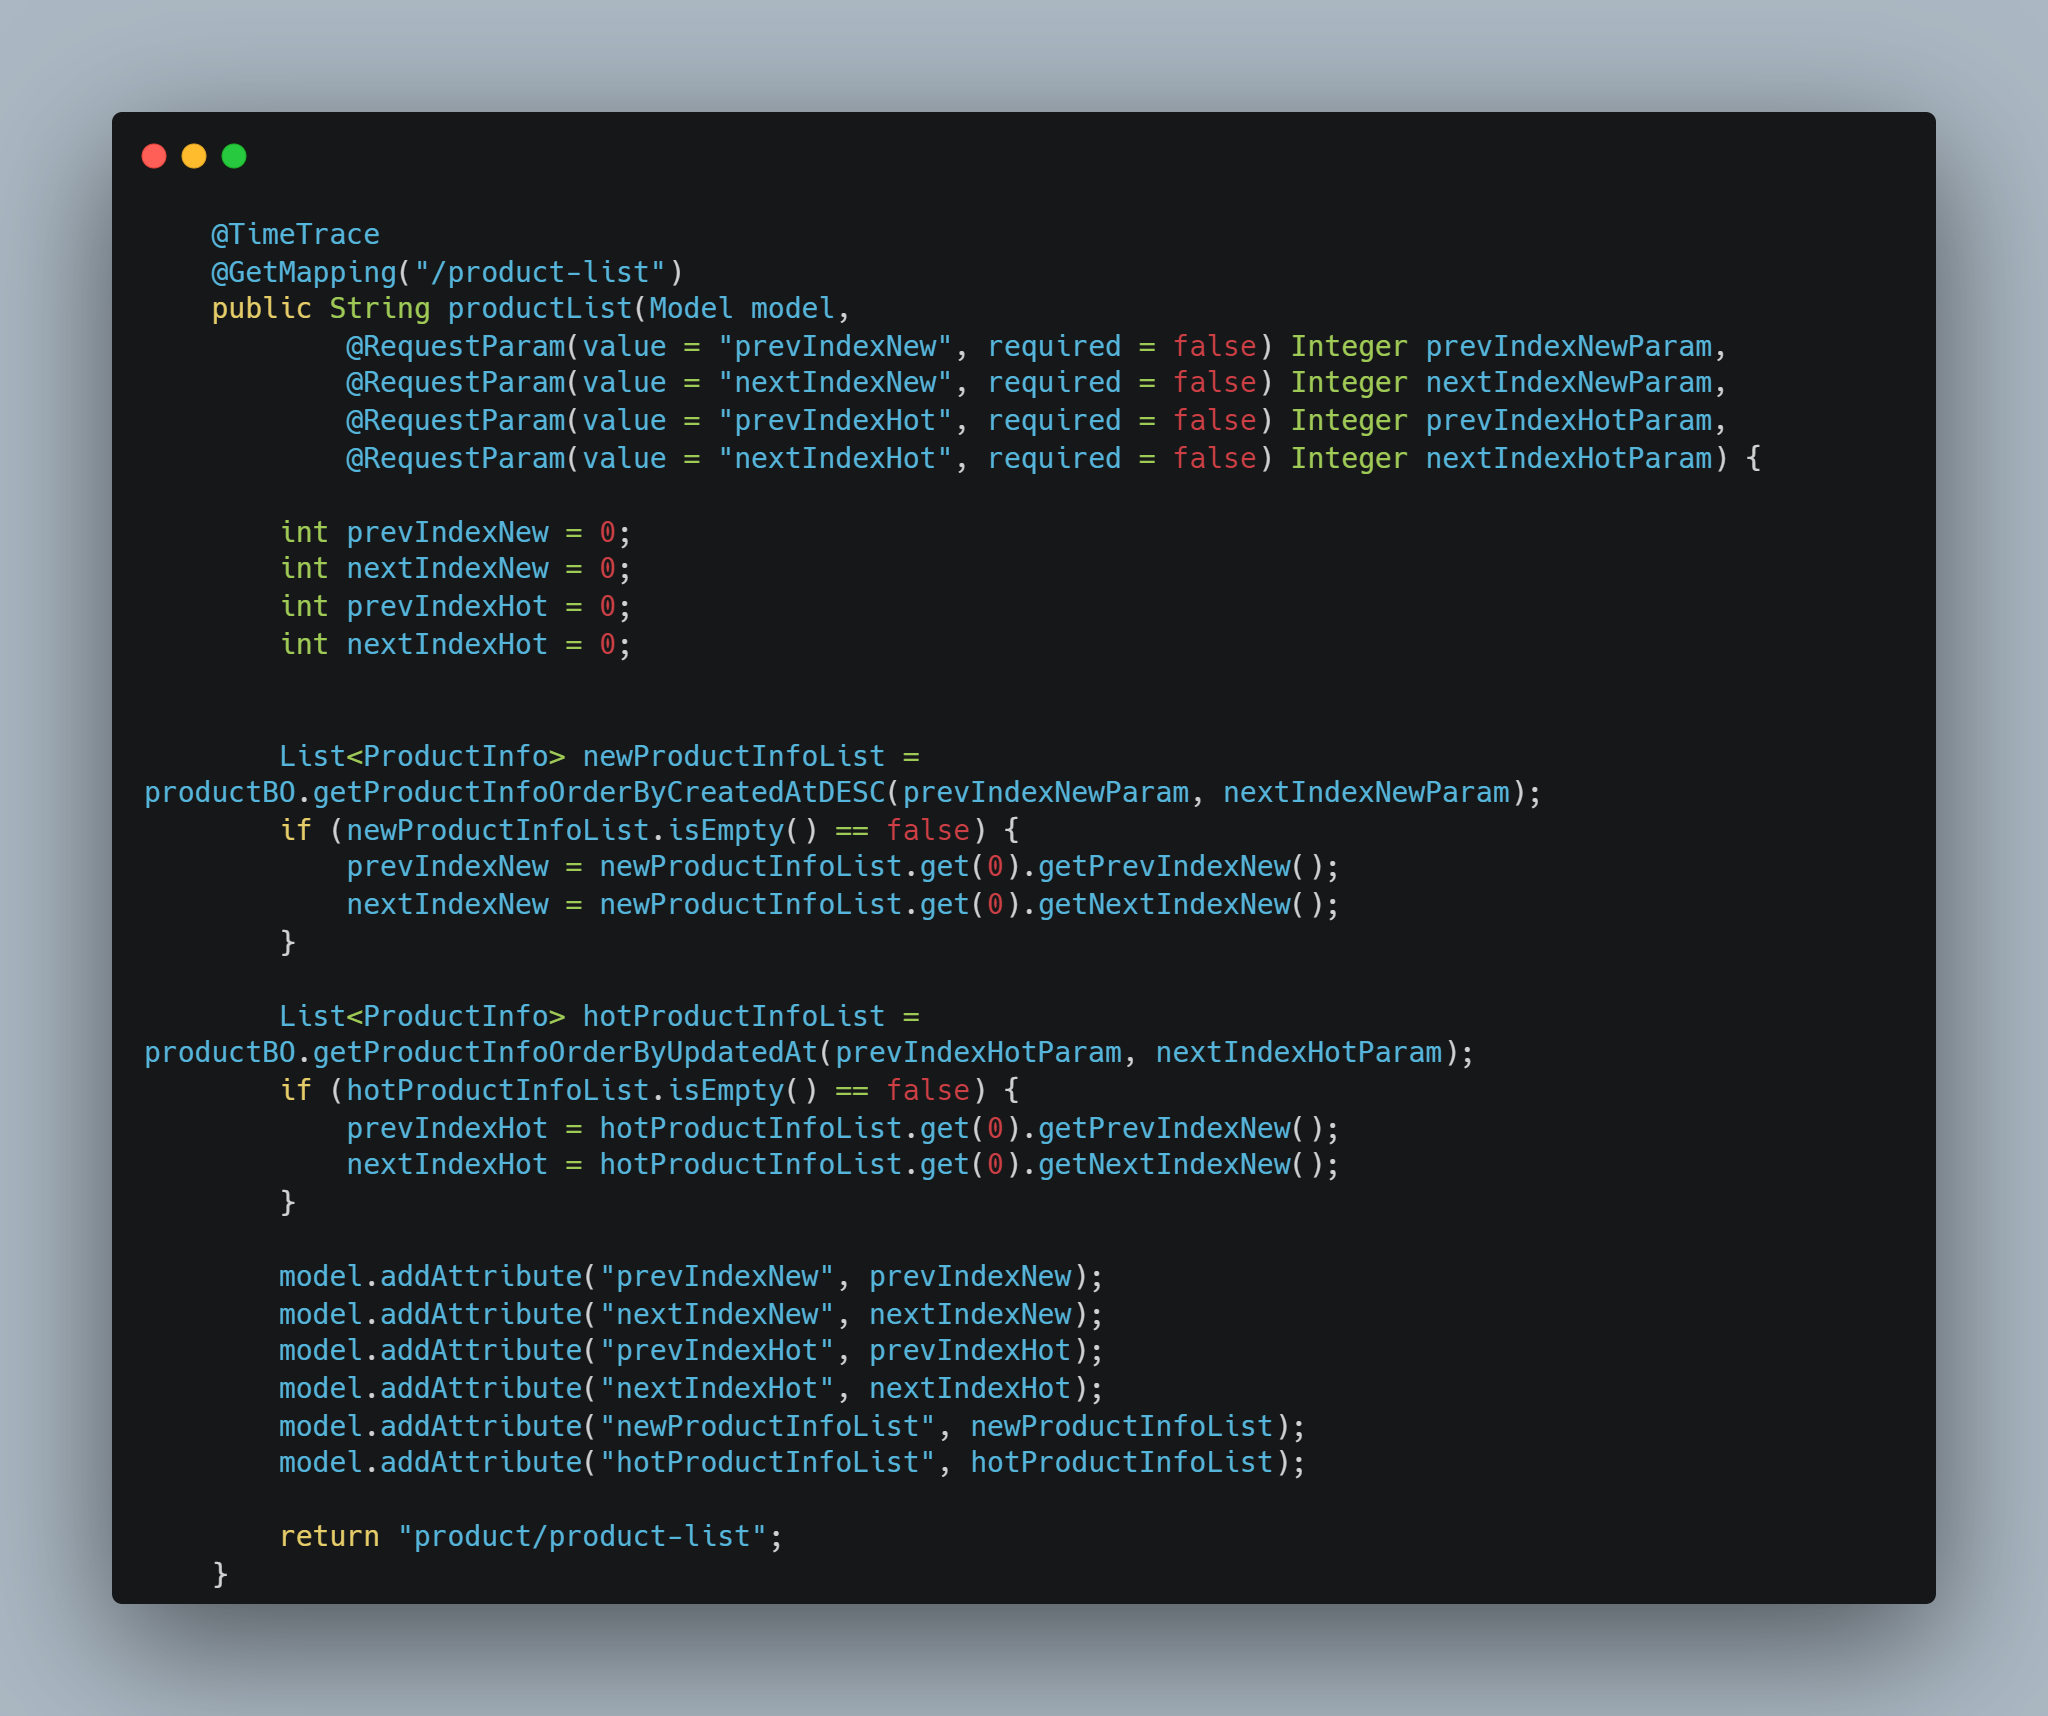 @TimeTrace
@GetMapping("/product-list")
public String productList(Model model,
@RequestParam(value = "prevIndexNew", required = false) Integer prevIndexNewParam,
@RequestParam(value = "nextIndexNew", required = false) Integer nextIndexNewParam,
@RequestParam(value = "prevIndexHot", required = false) Integer prevIndexHotParam,
@RequestParam(value = "nextIndexHot", required = false) Integer nextIndexHotParam) {
int prevIndexNew = 0;
int nextIndexNew = 0;
int prevIndexHot = 0;
int nextIndexHot = 0;
List<ProductInfo> newProductInfoList =
productBO.getProductInfoOrderByCreatedAtDESC(prevIndexNewParam, nextIndexNewParam);
if (newProductInfoList.isEmpty() == false) {
prevIndexNew = newProductInfoList.get(0).getPrevIndexNew();
nextIndexNew = newProductInfoList.get(0).getNextIndexNew();
}
List<ProductInfo> hotProductInfoList =
productBO.getProductInfoOrderByUpdatedAt(prevIndexHotParam, nextIndexHotParam);
if (hotProductInfoList.isEmpty() == false) {
prevIndexHot = hotProductInfoList.get(0).getPrevIndexNew();
nextIndexHot = hotProductInfoList.get(0).getNextIndexNew();
}
model.addAttribute("prevIndexNew", prevIndexNew);
model.addAttribute("nextIndexNew", nextIndexNew);
model.addAttribute("prevIndexHot", prevIndexHot);
model.addAttribute("nextIndexHot", nextIndexHot);
model.addAttribute("newProductInfoList", newProductInfoList);
model.addAttribute("hotProductInfoList", hotProductInfoList);
return "product/product-list";
}